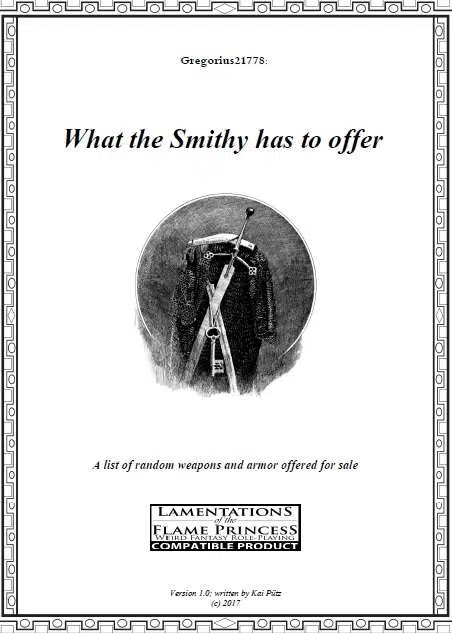 Gregorius21778:
What the Smithy has to offer
A list of random weapons and armor offered for sale
LAMENTATIONS
of the
FLAME PRINCESS
WEIRD FANTASY ROLE-PLAYING
COMPATIBLE PRODUCT
Version 1.0; written by Kai Pütz
(c) 2017